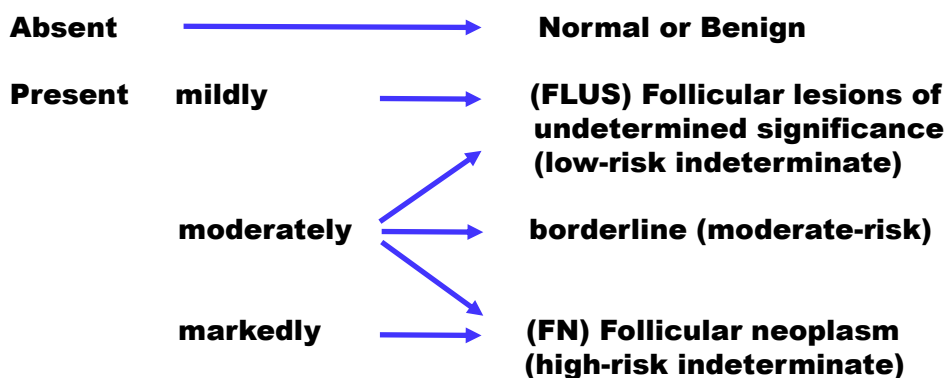 Absent Normal or Benign
Present mildly (FLUS) Follicular lesions of
undetermined significance
(low-risk indeterminate)
moderately borderline (moderate-risk)
markedly (FN) Follicular neoplasm
(high-risk indeterminate)